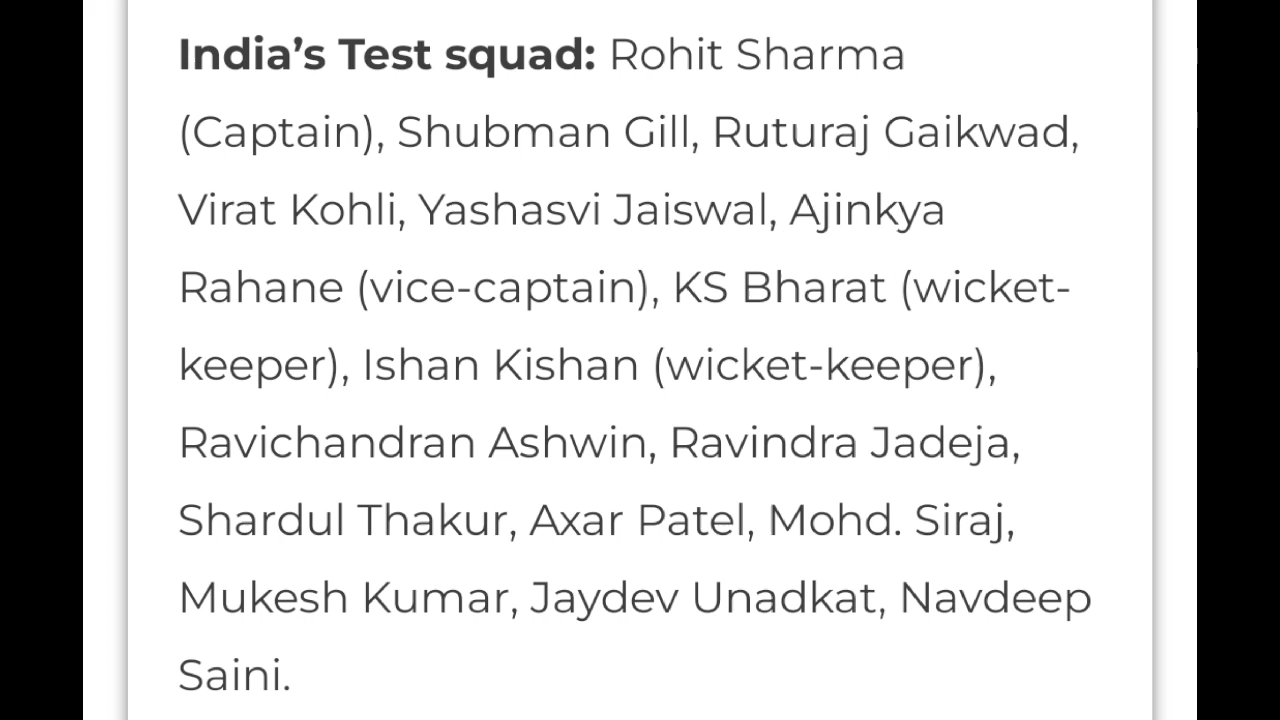 India’s Test squad: Rohit Sharma
(Captain), Shubman Gill, Ruturaj Gaikwad,
Virat Kohli, Yashasvi Jaiswal, Ajinkya
Rahane (vice-captain), KS Bharat (wicket-
keeper), Ishan Kishan (wicket-keeper),
Ravichandran Ashwin, Ravindra Jadeja,
Shardul Thakur, Axar Patel, Mohd. Siraj,
Mukesh Kumar, Jaydev Unadkat, Navdeep
Saini.